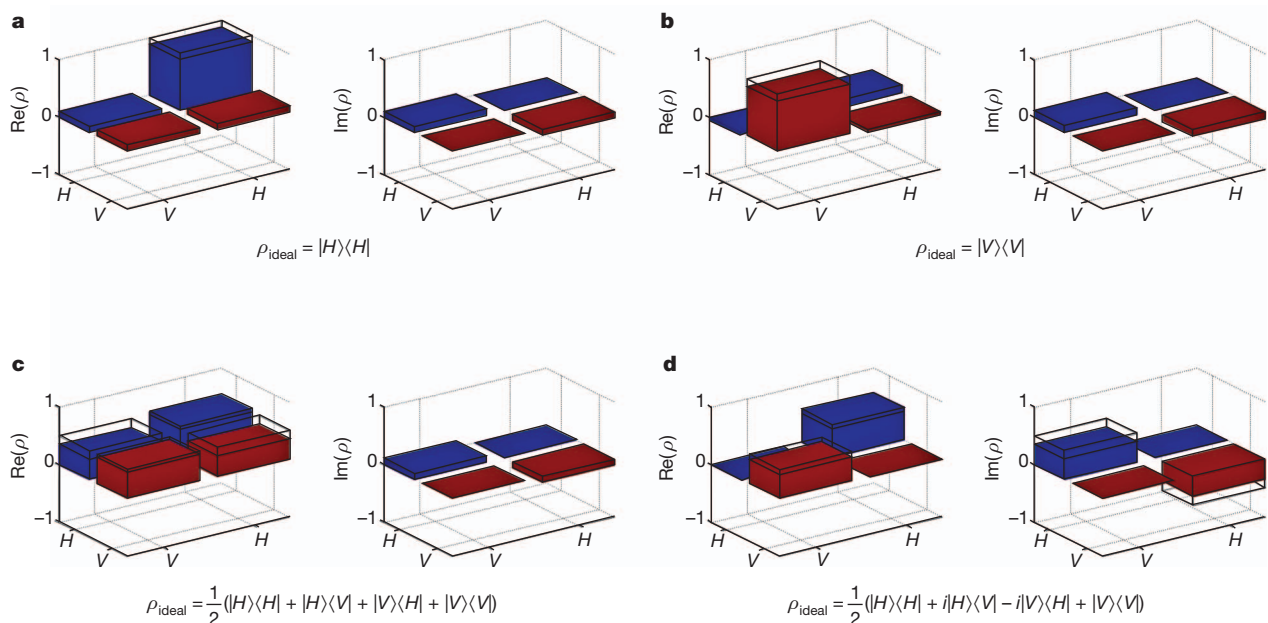 a
b
1
0
−1
Re(ρ)
H
V
V
H
1
0
−1
Im(ρ)
H
V
V
H
1
0
−1
Re(ρ)
H
V
V
H
1
0
−1
Im(ρ)
H
V
V
H
ρideal = |H⟩⟨H|
ρideal = |V⟩⟨V|
c
d
1
0
−1
Re(ρ)
H
V
V
H
1
0
−1
Im(ρ)
H
V
V
H
1
0
−1
Re(ρ)
H
V
V
H
1
0
−1
Im(ρ)
H
V
V
H
ρideal = 1/2(|H⟩⟨H| + |H⟩⟨V| + |V⟩⟨H| + |V⟩⟨V|)
ρideal = 1/2(|H⟩⟨H| + i|H⟩⟨V| − i|V⟩⟨H| + |V⟩⟨V|)